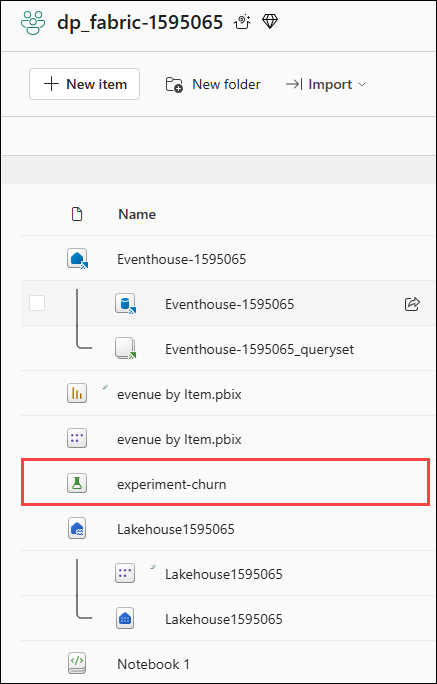 dp_fabric-1595065
New item
New folder
Import
Name
Eventhouse-1595065
Eventhouse-1595065
Eventhouse-1595065_queryset
evenue by Item.pbix
evenue by Item.pbix
experiment-churn
Lakehouse1595065
Lakehouse1595065
Lakehouse1595065
Notebook 1